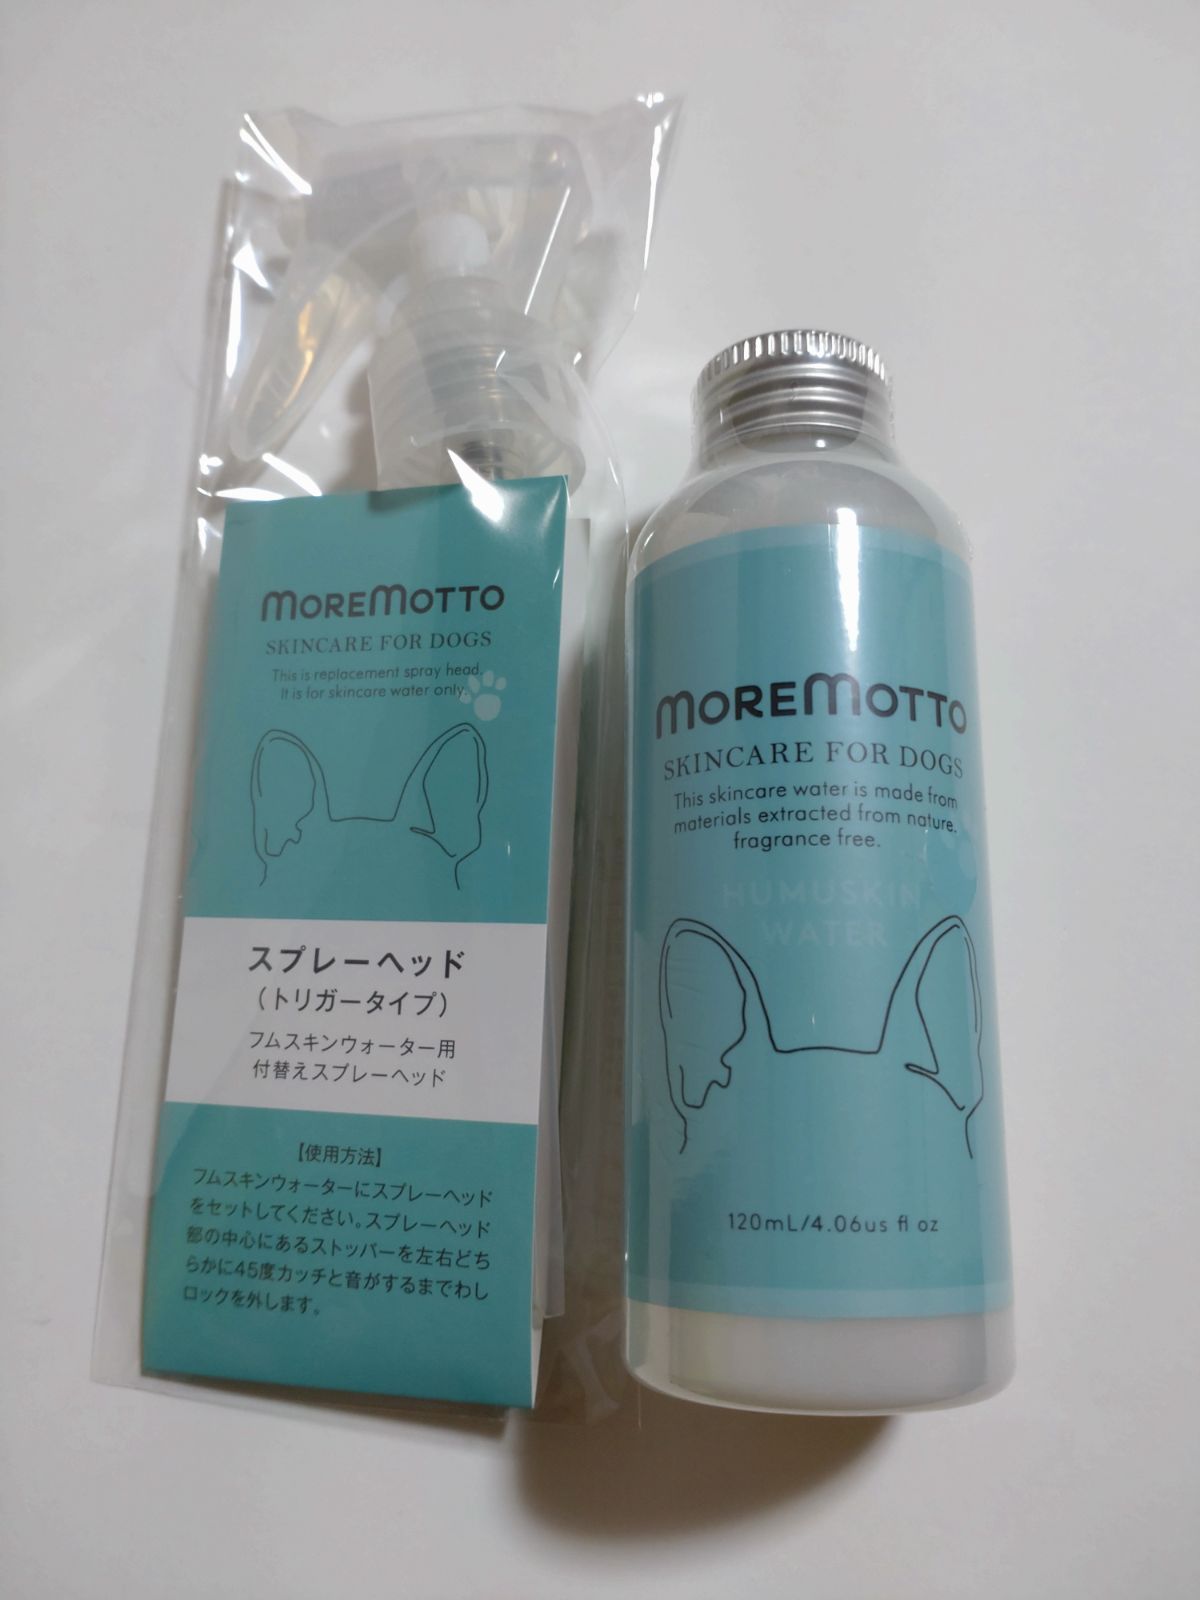 MOREMOTTO
SKINCARE FOR DOGS
This is replacement spray head.
It is for skincare water only.
スプレーヘッド
（トリガータイプ）
フムスキンウォーター用
付替えスプレーヘッド
【使用方法】
フムスキンウォーターにスプレーヘッド
をセットしてください。スプレーヘッド
部の中心にあるストッパーを左右どち
らかに45度カッチと音がするまでわし
ロックを外します。
MOREMOTTO
SKINCARE FOR DOGS
This skincare water is made from
materials extracted from nature.
fragrance free.
HUMUSKIN
WATER
120mL/4.06us fl oz